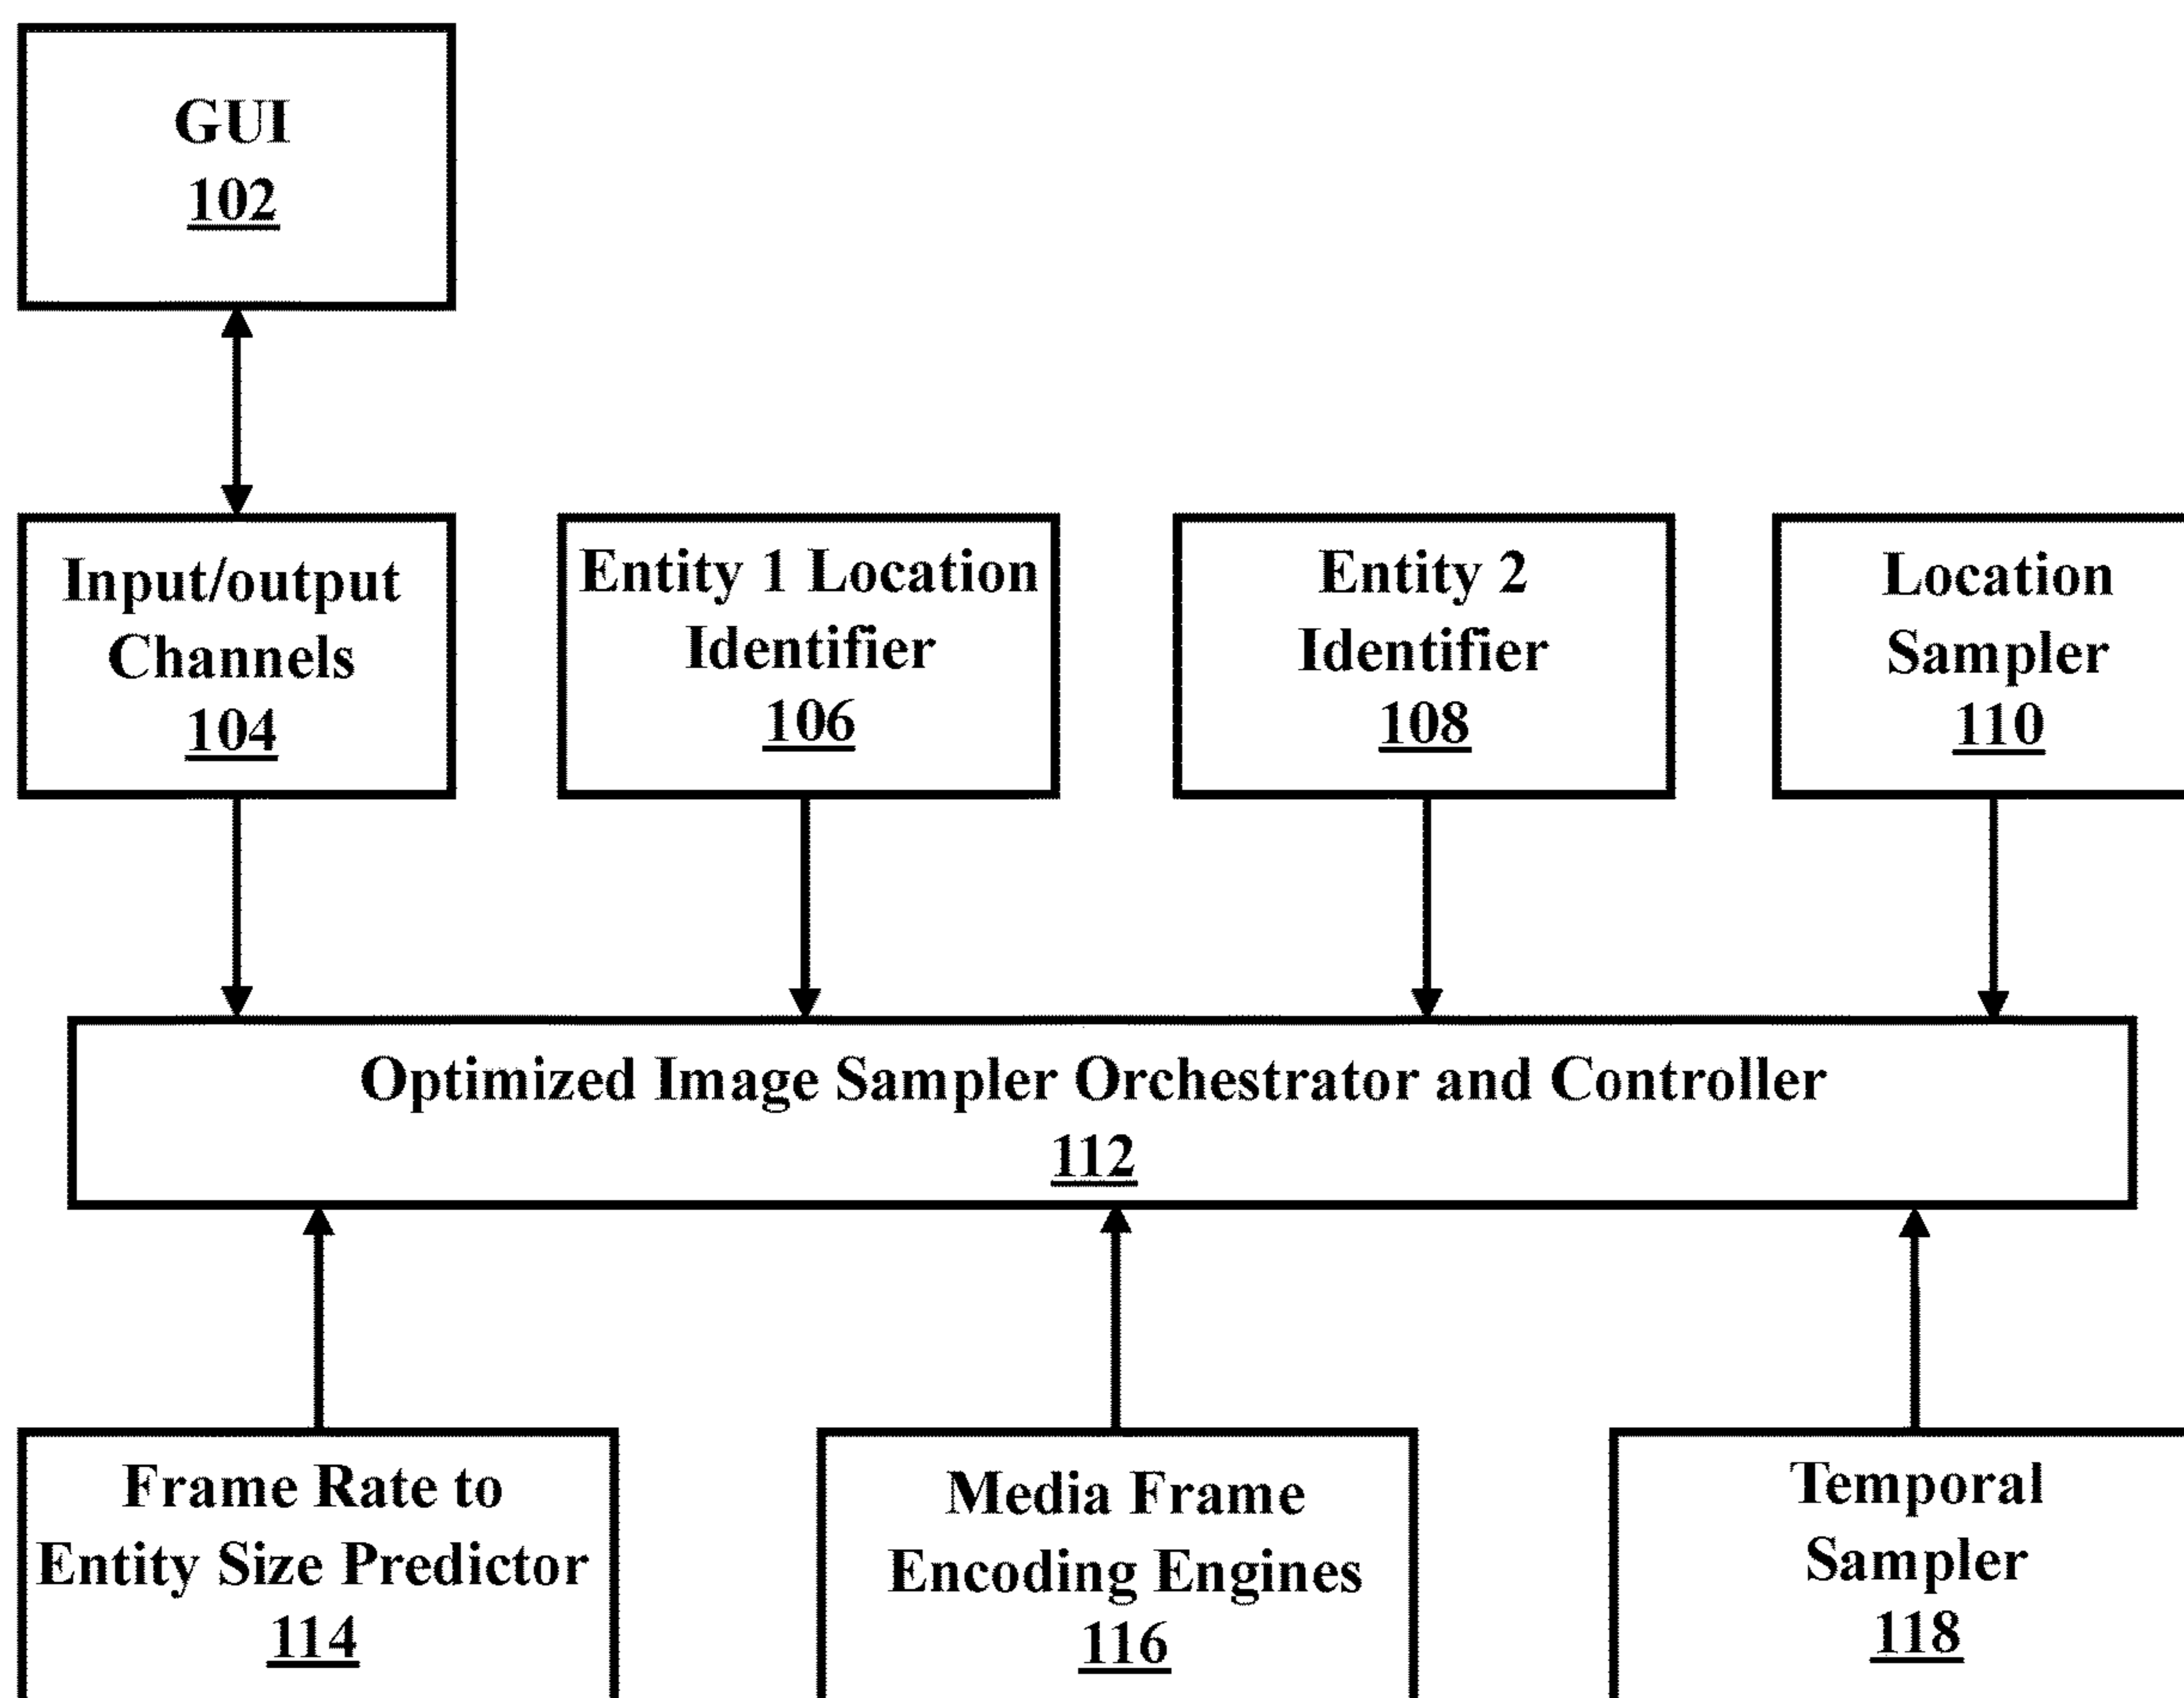 GUI
102
Input/output
Channels
104
Entity 1 Location
Identifier
106
Entity 2
Identifier
108
Location
Sampler
110
Optimized Image Sampler Orchestrator and Controller
112
Frame Rate to
Entity Size Predictor
114
Media Frame
Encoding Engines
116
Temporal
Sampler
118